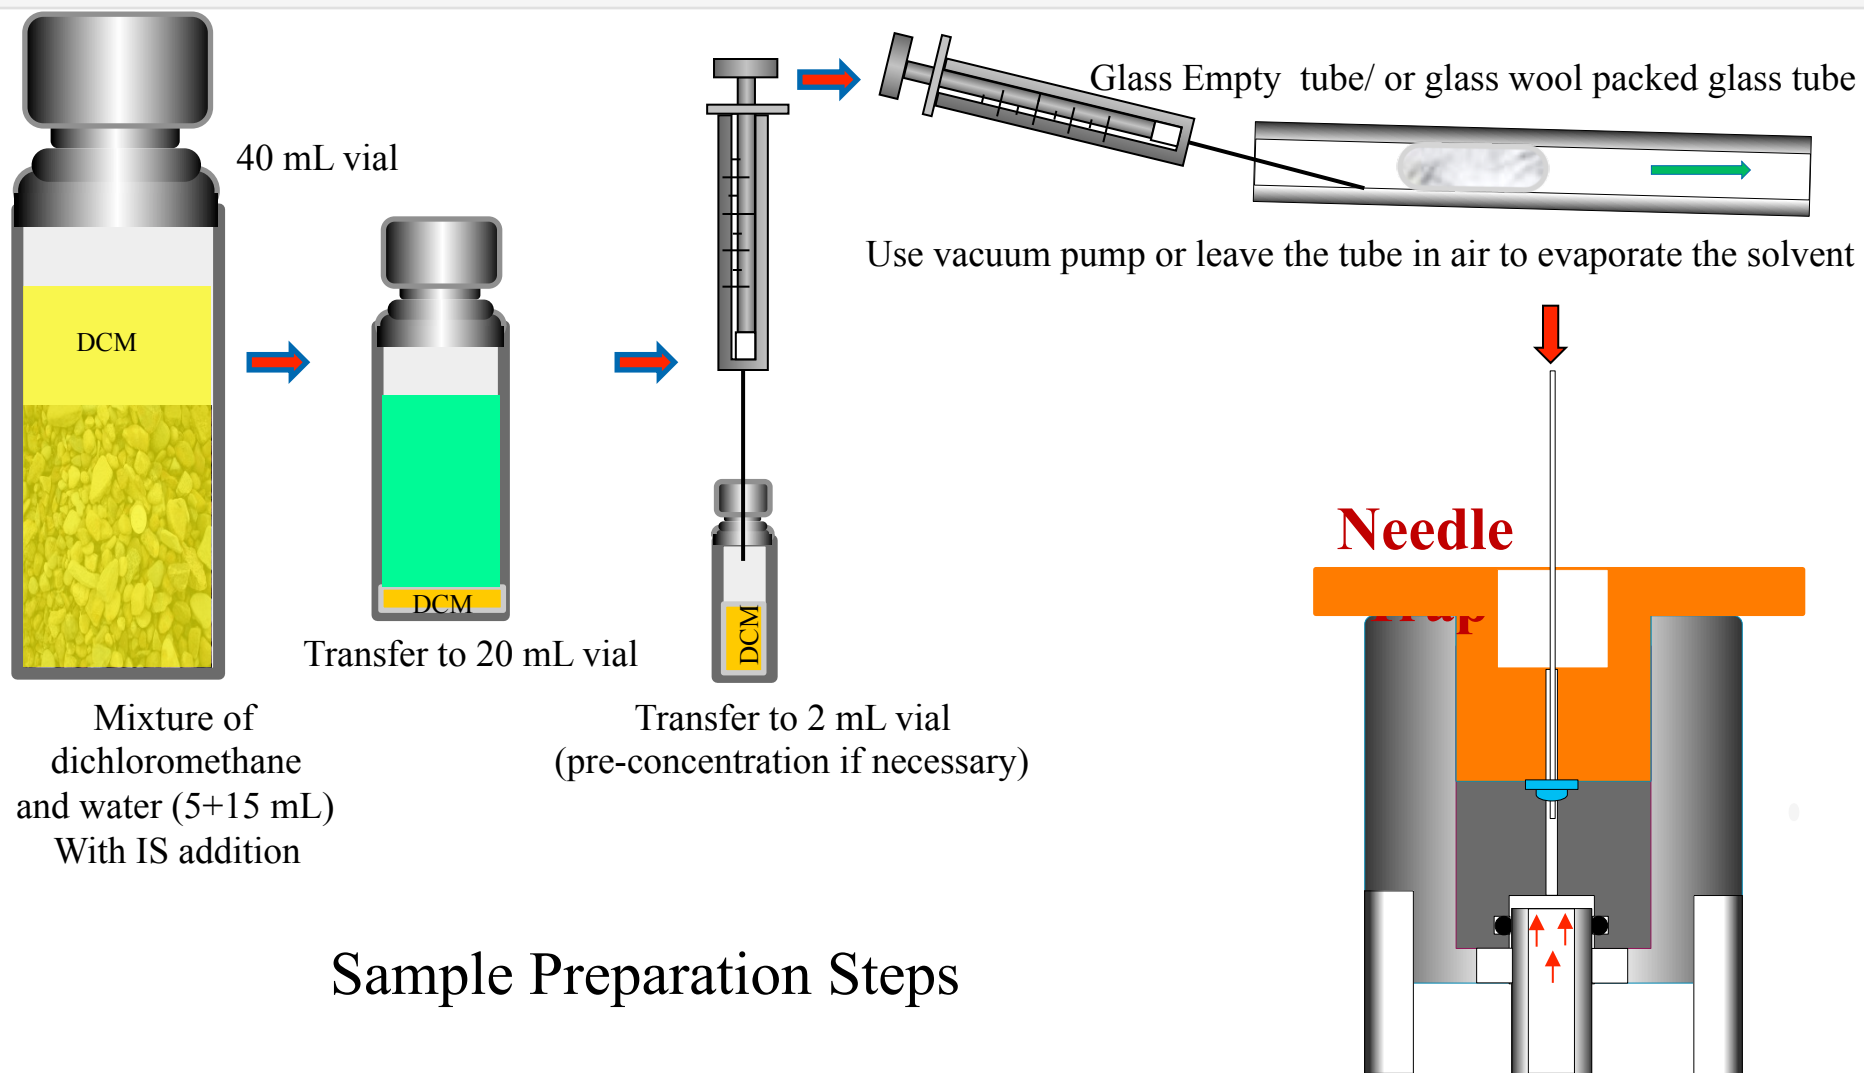 40 mL vial
DCM
Mixture of
dichloromethane
and water (5+15 mL)
With IS addition
DCM
Transfer to 20 mL vial
DCM
Transfer to 2 mL vial
(pre-concentration if necessary)
Glass Empty tube/ or glass wool packed glass tube
Use vacuum pump or leave the tube in air to evaporate the solvent
Needle
Trap
Sample Preparation Steps